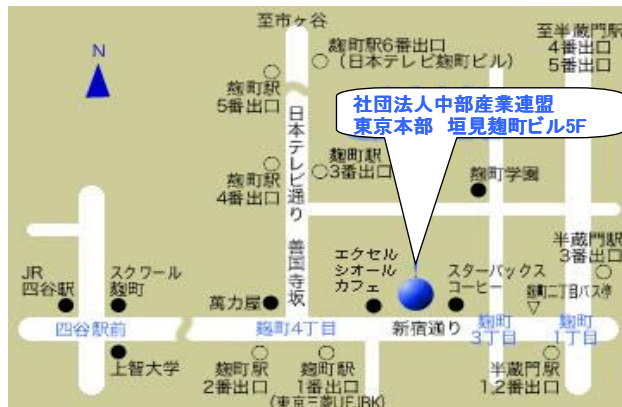 至市ヶ谷
N
麹町駅6番出口
(日本テレビ麹町ビル)
至半蔵門駅
4番出口
5番出口
麹町駅
5番出口
社団法人中部産業連盟
東京本部 垣見麹町ビル5F
日本テレビ通り
善国寺坂
麹町駅
4番出口
麹町駅
3番出口
麹町学園
半蔵門駅
3番出口
JR
四谷駅
スクワール
麹町
萬力屋
エクセル
シオール
カフェ
スターバックス
コーヒー
麹町二丁目バス停
四谷駅前
麹町4丁目
新宿通り
麹町
3丁目
麹町
1丁目
上智大学
麹町駅
2番出口
麹町駅
1番出口
(東京三菱UFJBK)
半蔵門駅
1,2番出口